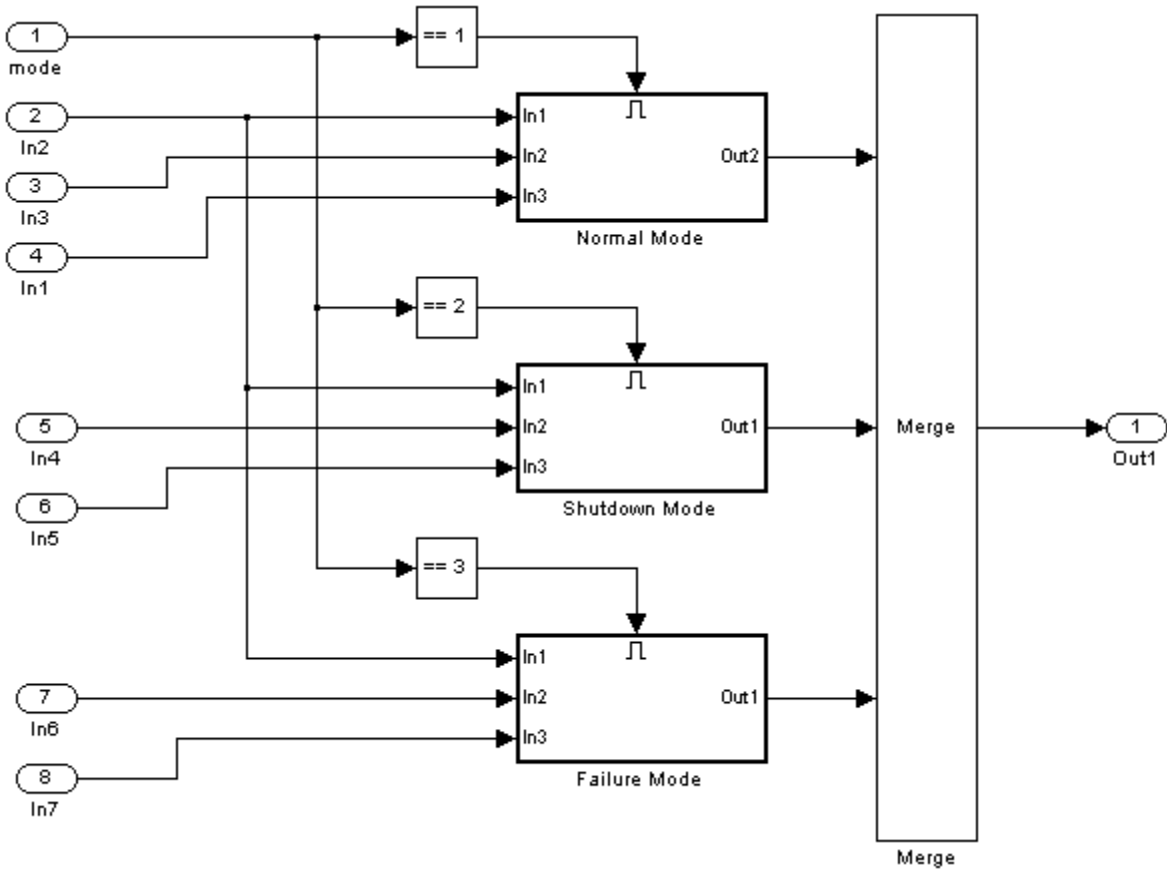 1
mode
== 1
2
In2
3
In3
4
In1
In1
In2
In3
Out2
Normal Mode
== 2
5
In4
6
In5
In1
In2
In3
Out1
Shutdown Mode
== 3
7
In6
8
In7
In1
In2
In3
Out1
Failure Mode
Merge
Merge
1
Out1